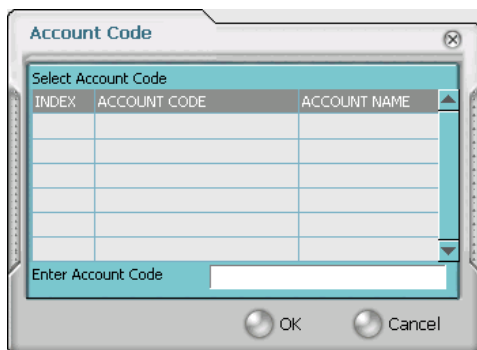 Account Code
Select Account Code
INDEX ACCOUNT CODE ACCOUNT NAME
Enter Account Code
OK Cancel